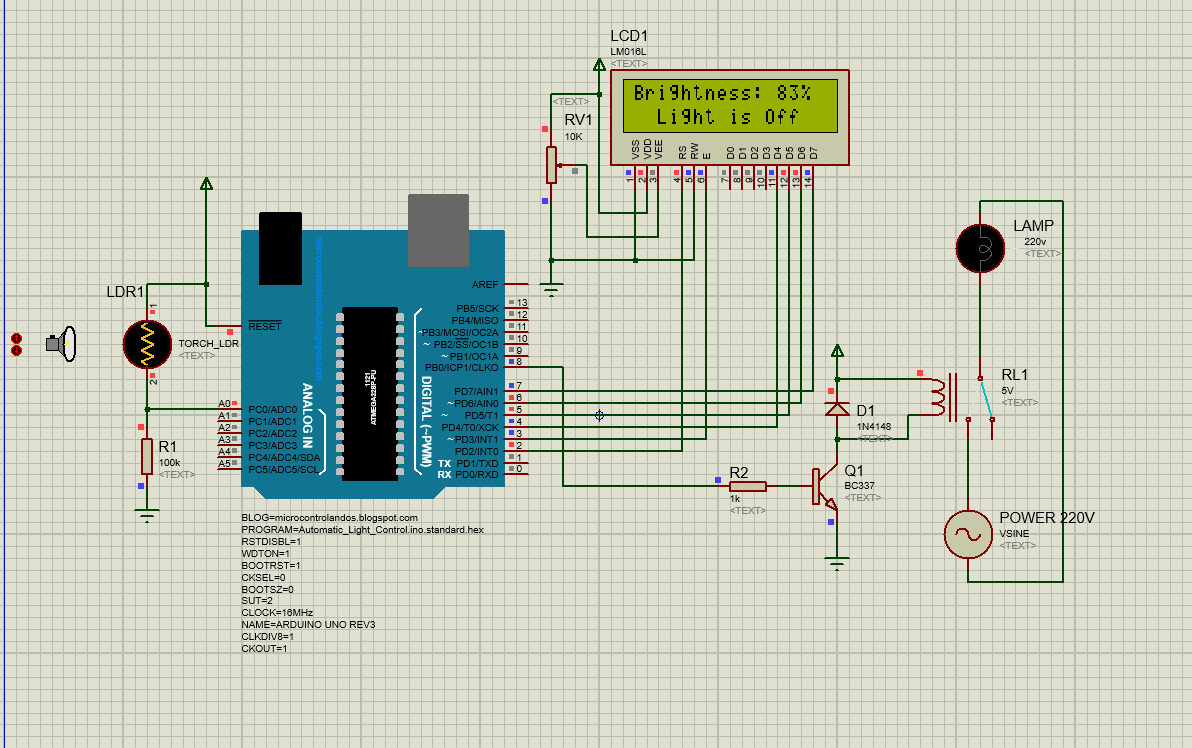 LCD1
LM016L
<TEXT>
Brightness: 83%
Light is Off
<TEXT>
RV1
10K
VSS
VDD
VEE
RS
RW
E
D0
D1
D2
D3
D4
D5
D6
D7
1
2
3
4
5
6
7
8
9
10
11
12
13
14
LAMP
220v
<TEXT>
LDR1
1
2
TORCH_LDR
<TEXT>
microcontrolandos.blogspot.com
RESET
AREF
PB5/SCK 13
PB4/MISO 12
~PB3/MOSI/OC2A 11
~ PB2/SS/OC1B 10
~ PB1/OC1A 9
PB0/ICP1/CLKO 8
PD7/AIN1 7
~ PD6/AIN0 6
~ PD5/T1 5
PD4/T0/XCK 4
~ PD3/INT1 3
PD2/INT0 2
TX PD1/TXD 1
RX PD0/RXD 0
A0 PC0/ADC0
A1 PC1/ADC1
A2 PC2/ADC2
A3 PC3/ADC3
A4 PC4/ADC4/SDA
A5 PC5/ADC5/SCL
ANALOG IN
1121
ATMEGA328P-PU
DIGITAL (~PWM)
R1
100k
<TEXT>
RL1
5V
<TEXT>
D1
1N4148
<TEXT>
R2
1k
<TEXT>
Q1
BC337
<TEXT>
POWER 220V
VSINE
<TEXT>
BLOG=microcontrolandos.blogspot.com
PROGRAM=Automatic_Light_Control.ino.standard.hex
RSTDISBL=1
WDTON=1
BOOTRST=1
CKSEL=0
BOOTSZ=0
SUT=2
CLOCK=16MHz
NAME=ARDUINO UNO REV3
CLKDIV8=1
CKOUT=1